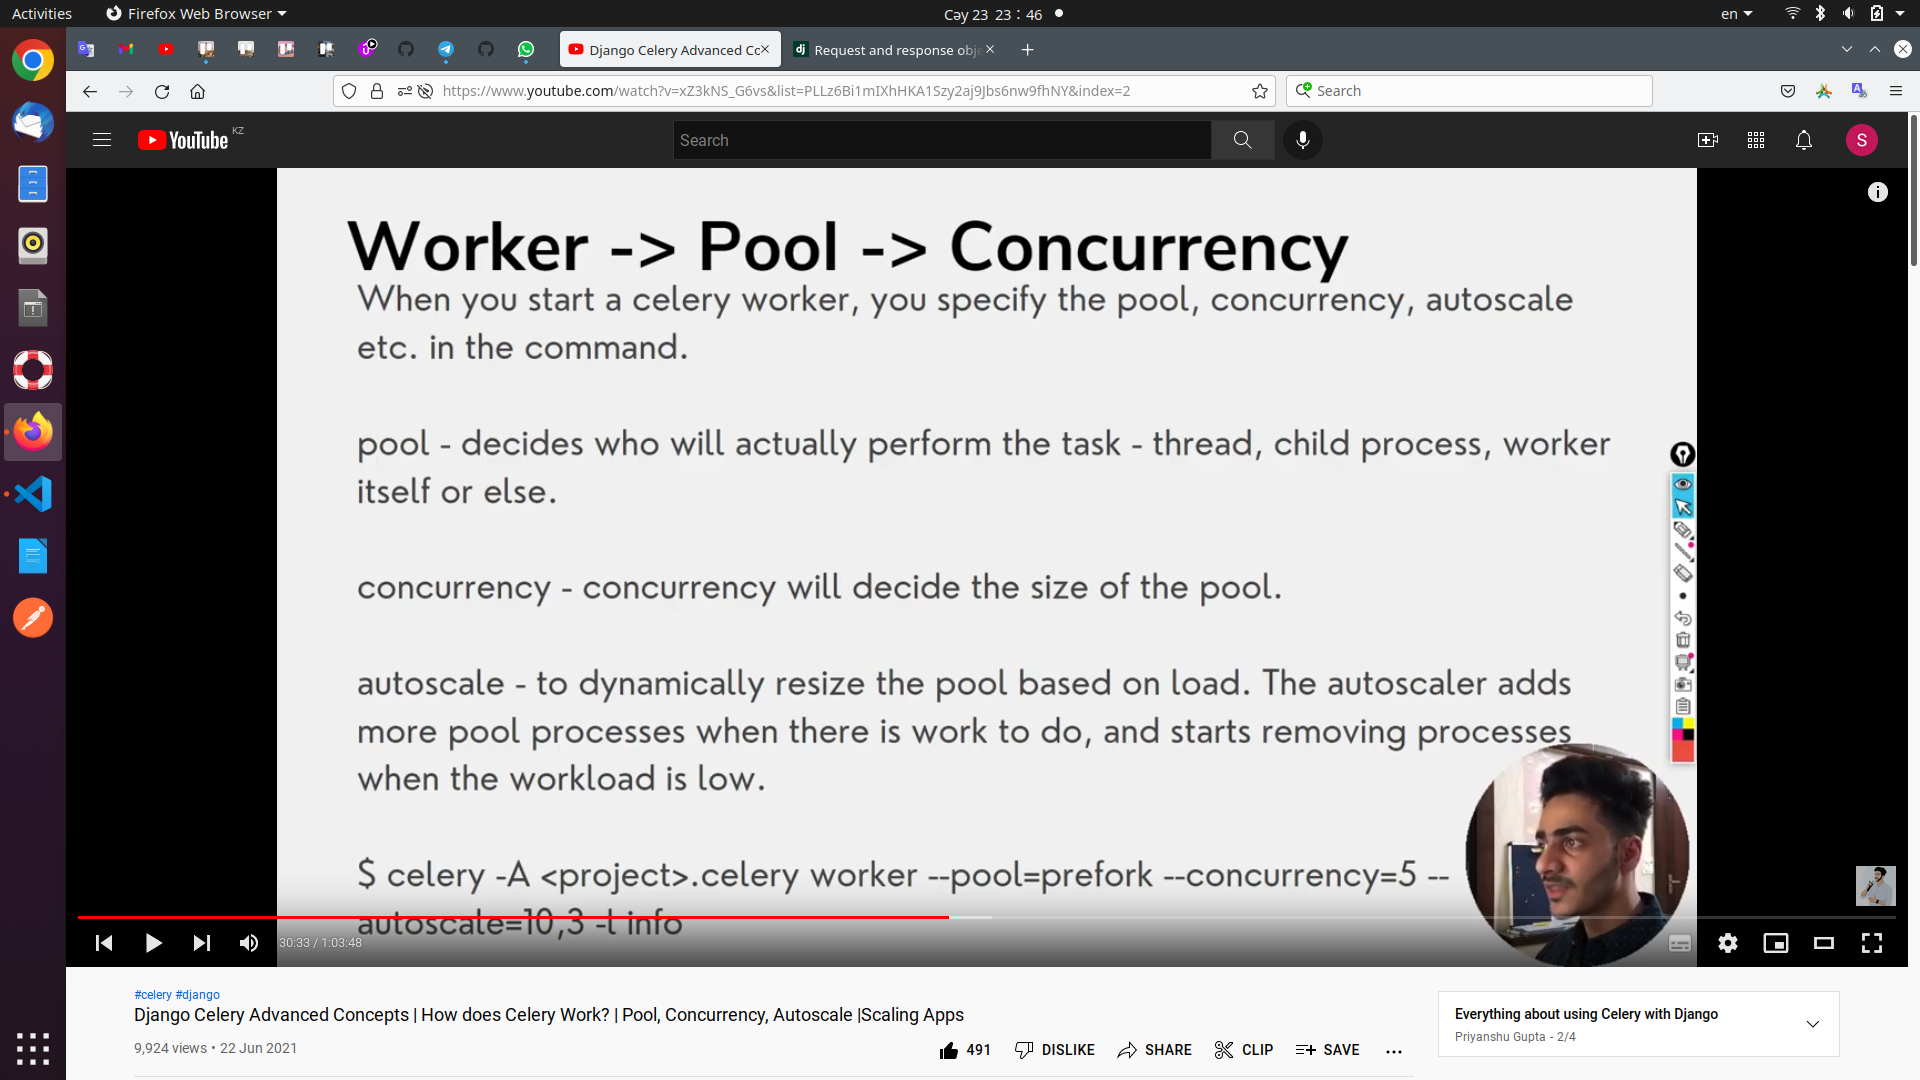 Activities
Firefox Web Browser
Cəy 23 23 : 46
en
Django Celery Advanced Cc
Request and response obj
https://www.youtube.com/watch?v=xZ3kNS_G6vs&list=PLLz6Bi1mIXhHKA1Szy2aj9Jbs6nw9fhNY&index=2
Search
YouTube KZ
Search
S
Worker -> Pool -> Concurrency
When you start a celery worker, you specify the pool, concurrency, autoscale
etc. in the command.
pool - decides who will actually perform the task - thread, child process, worker
itself or else.
concurrency - concurrency will decide the size of the pool.
autoscale - to dynamically resize the pool based on load. The autoscaler adds
more pool processes when there is work to do, and starts removing processes
when the workload is low.
$ celery -A <project>.celery worker --pool=prefork --concurrency=5 --
autoscale=10,3 -l info
30:33 / 1:03:48
#celery #django
Django Celery Advanced Concepts | How does Celery Work? | Pool, Concurrency, Autoscale |Scaling Apps
9,924 views • 22 Jun 2021
491
DISLIKE
SHARE
CLIP
SAVE
Everything about using Celery with Django
Priyanshu Gupta - 2/4